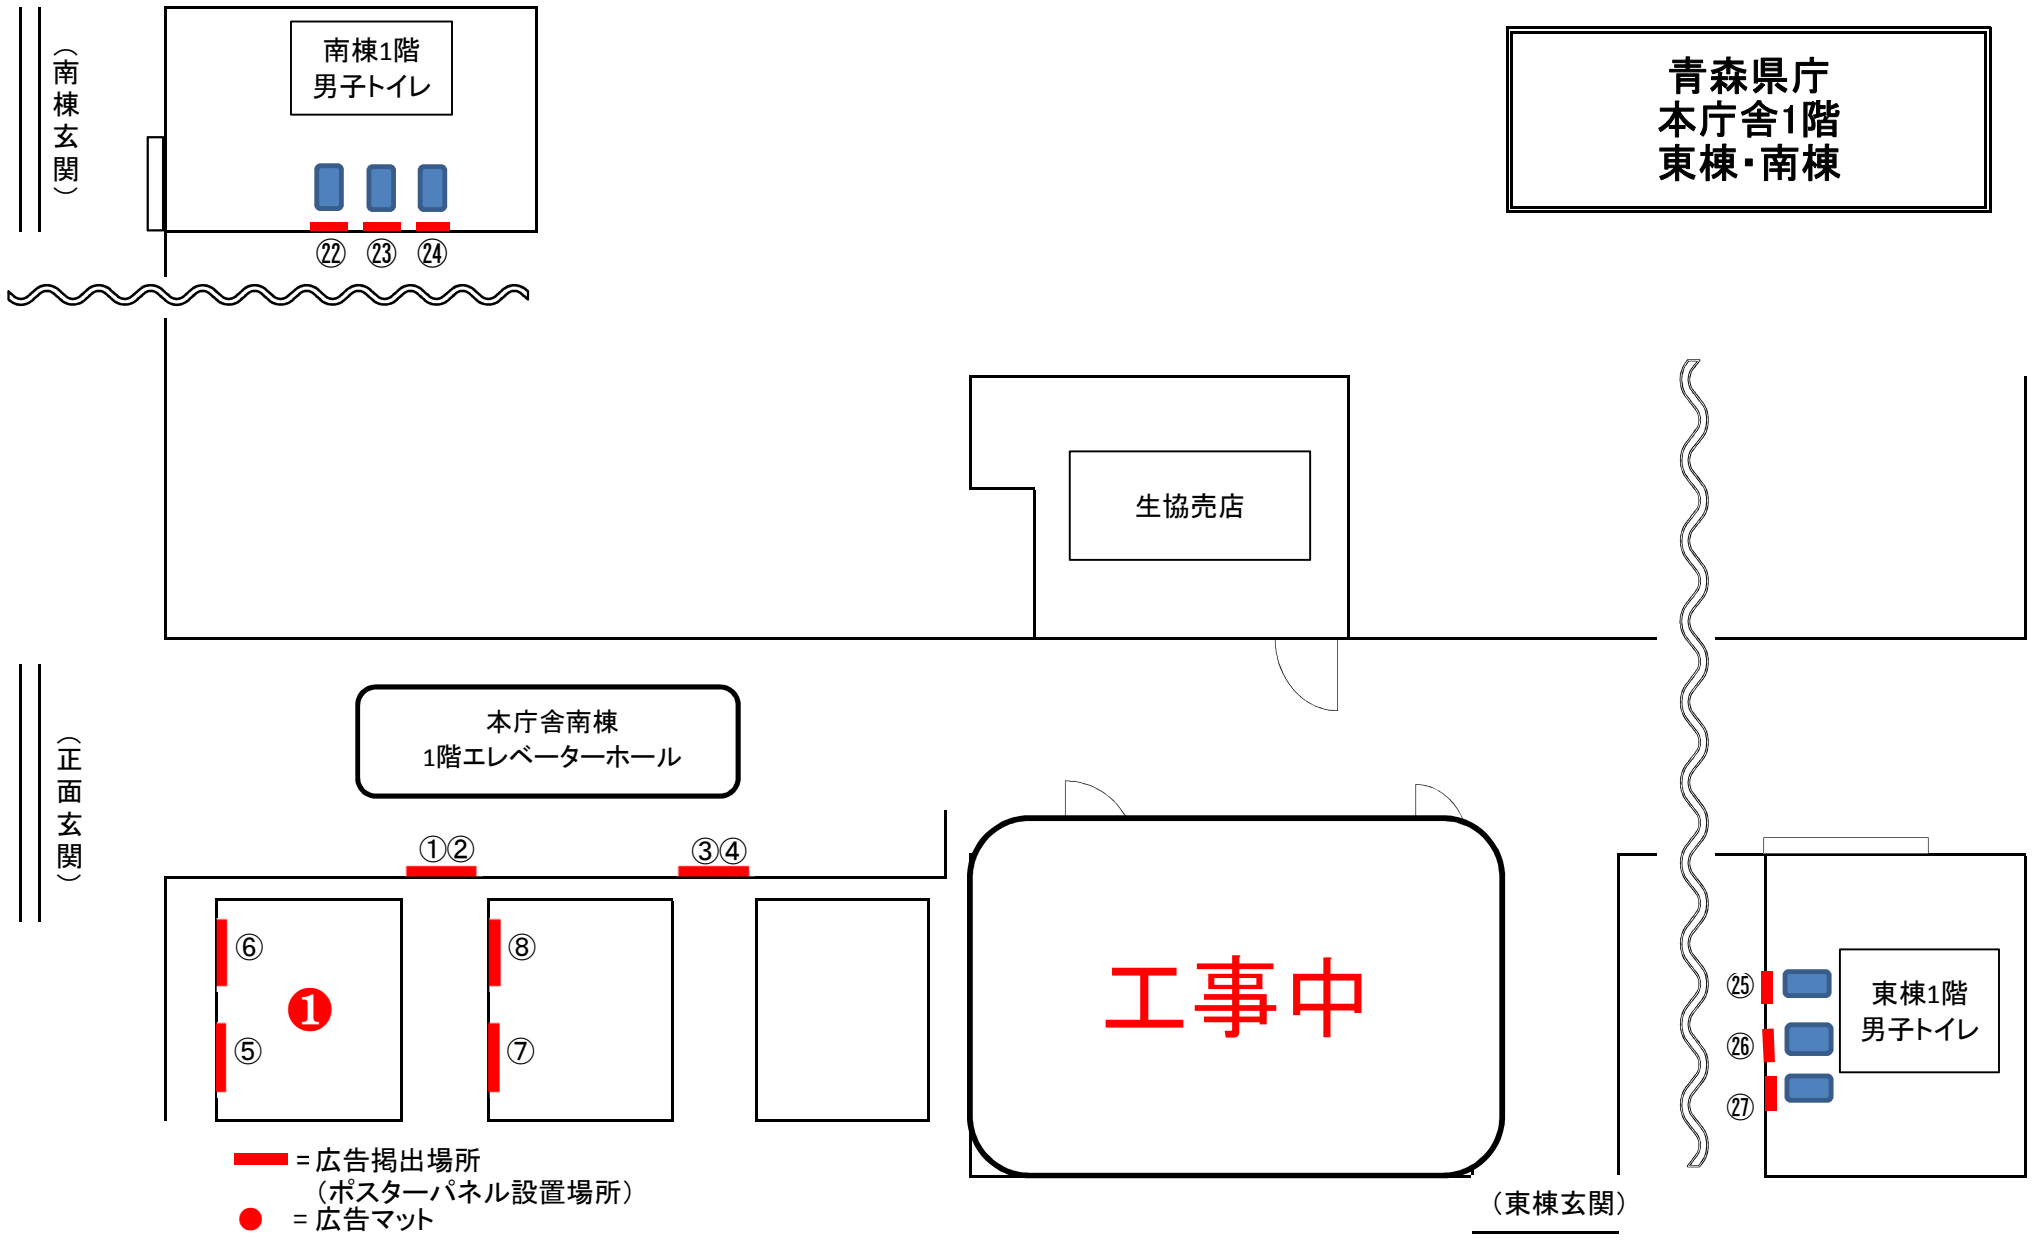 （南棟玄関）
南棟1階
男子トイレ
㉒ ㉓ ㉔
青森県庁
本庁舎1階
東棟・南棟
生協売店
（正面玄関）
本庁舎南棟
1階エレベーターホール
①② ③④
⑥ ⑧
❶
⑤ ⑦
工事中
㉕
㉖
㉗
東棟1階
男子トイレ
=広告掲出場所
（ポスターパネル設置場所）
=広告マット
（東棟玄関）